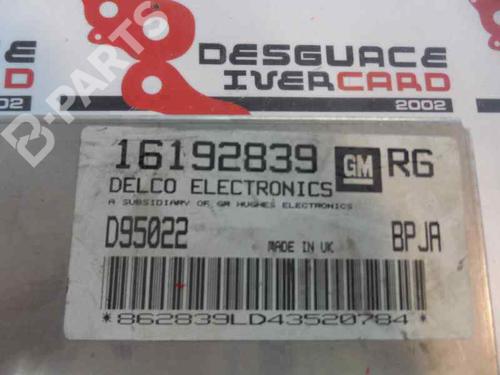 B-PARTS
DESGUACE
IVERCARD
2002
2002
16192839 GM RG
DELCO ELECTRONICS
A SUBSIDIARY OF GM HUGHES ELECTRONICS
D95022 MADE IN UK BPJA
*862839LD43520784*